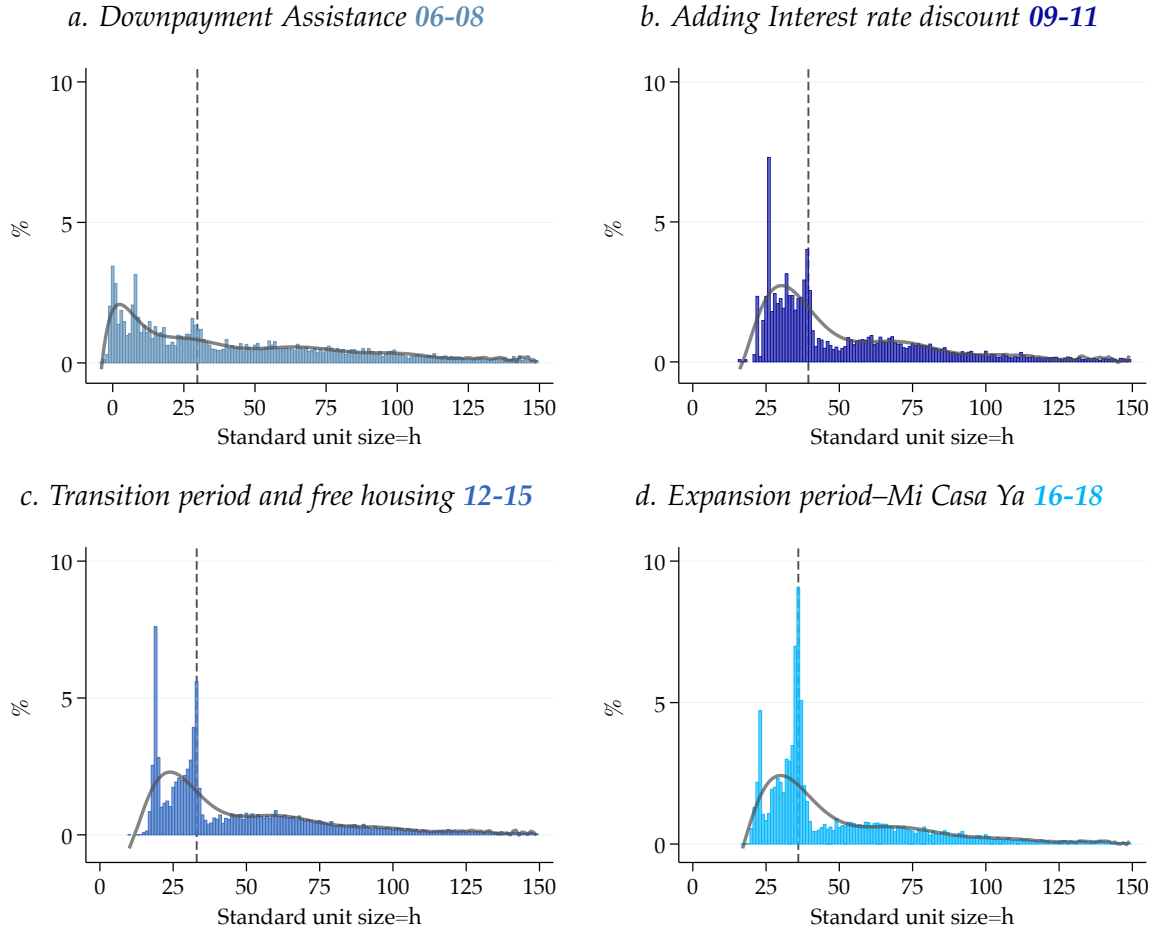 a. Downpayment Assistance 06-08
10
5
0
%
0 25 50 75 100 125 150
Standard unit size=h
b. Adding Interest rate discount 09-11
10
5
0
%
0 25 50 75 100 125 150
Standard unit size=h
c. Transition period and free housing 12-15
10
5
0
%
0 25 50 75 100 125 150
Standard unit size=h
d. Expansion period–Mi Casa Ya 16-18
10
5
0
%
0 25 50 75 100 125 150
Standard unit size=h